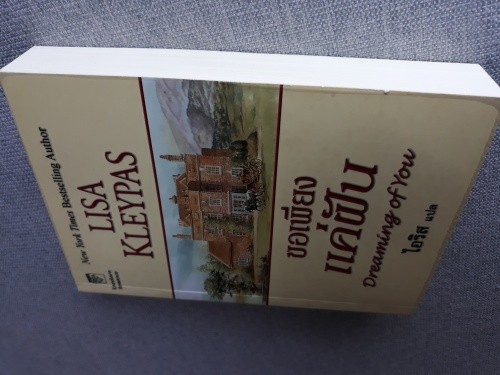 New York Times Bestselling Author
LISA
KLEYPAS
ขอเพียง
แค่ฝัน
Dreaming of You
ไอริส แปล